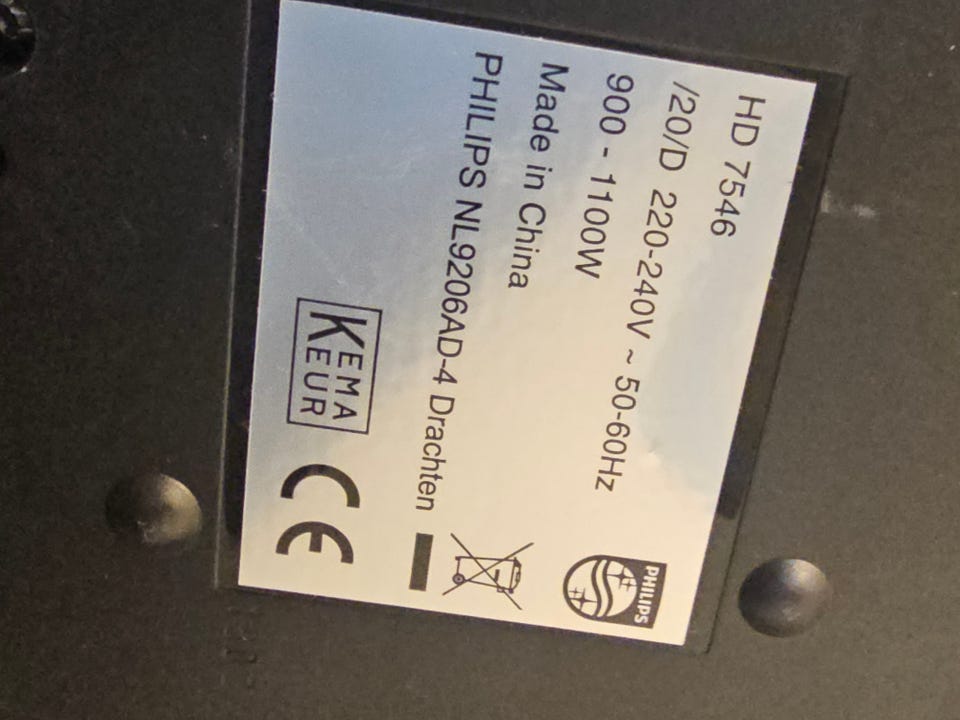 HD 7546
/20/D 220-240V ~ 50-60Hz
900 - 1100W
Made in China
PHILIPS NL9206AD-4 Drachten
PHILIPS
KEMA
KEUR
CE